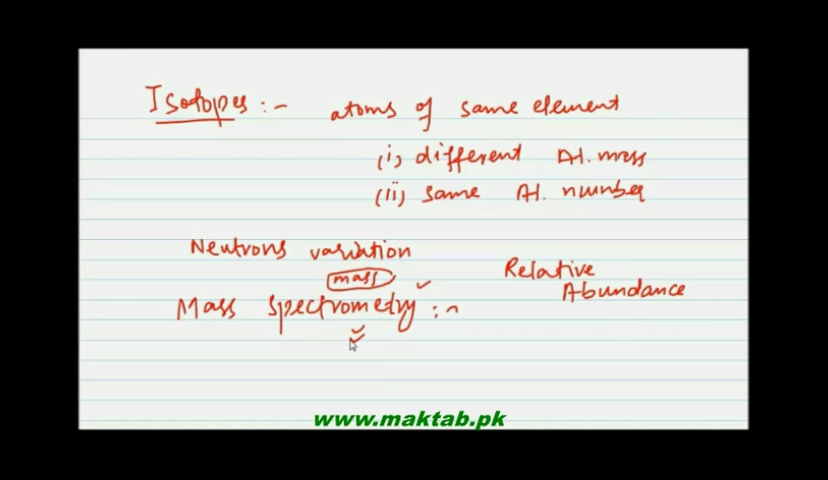 Isotopes :- atoms of same element
(i) different At. mass
(ii) same At. number
Neutrons variation
mass
Mass spectrometry :-
Relative
Abundance
www.maktab.pk